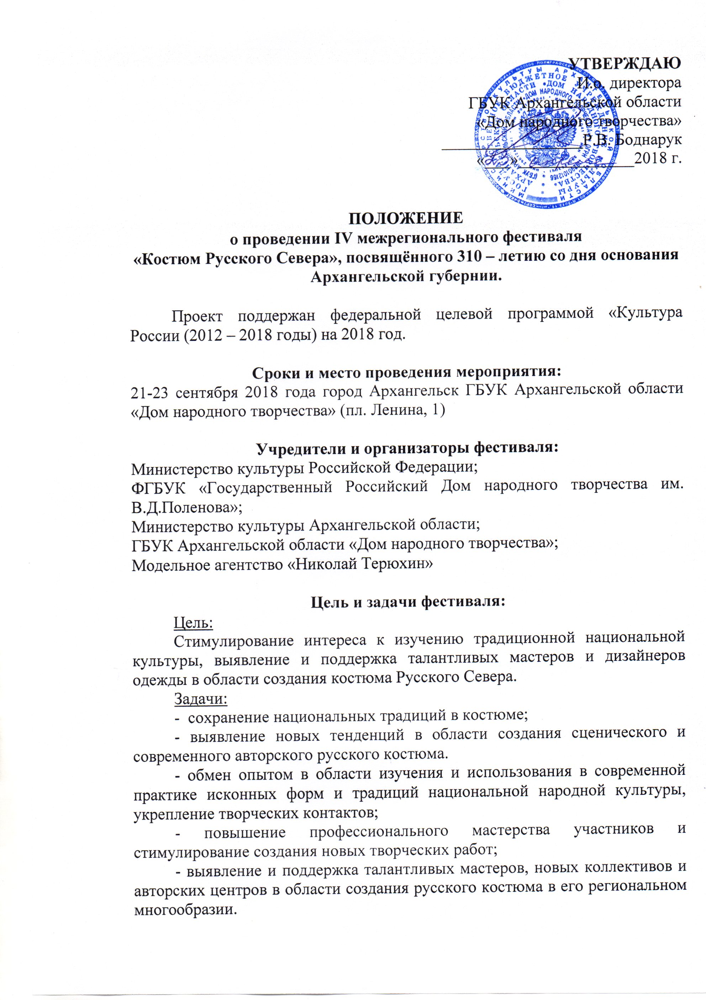 УТВЕРЖДАЮ
И.о. директора
ГБУК Архангельской области
«Дом народного творчества»
Р.В. Боднарук
«___»______________2018 г.
ПОЛОЖЕНИЕ
о проведении IV межрегионального фестиваля
«Костюм Русского Севера», посвящённого 310 – летию со дня основания
Архангельской губернии.
Проект поддержан федеральной целевой программой «Культура
России (2012 – 2018 годы) на 2018 год.
Сроки и место проведения мероприятия:
21-23 сентября 2018 года город Архангельск ГБУК Архангельской области
«Дом народного творчества» (пл. Ленина, 1)
Учредители и организаторы фестиваля:
Министерство культуры Российской Федерации;
ФГБУК «Государственный Российский Дом народного творчества им.
В.Д.Поленова»;
Министерство культуры Архангельской области;
ГБУК Архангельской области «Дом народного творчества»;
Модельное агентство «Николай Терюхин»
Цель и задачи фестиваля:
Цель:
Стимулирование интереса к изучению традиционной национальной
культуры, выявление и поддержка талантливых мастеров и дизайнеров
одежды в области создания костюма Русского Севера.
Задачи:
- сохранение национальных традиций в костюме;
- выявление новых тенденций в области создания сценического и
современного авторского русского костюма.
- обмен опытом в области изучения и использования в современной
практике исконных форм и традиций национальной народной культуры,
укрепление творческих контактов;
- повышение профессионального мастерства участников и
стимулирование создания новых творческих работ;
- выявление и поддержка талантливых мастеров, новых коллективов и
авторских центров в области создания русского костюма в его региональном
многообразии.